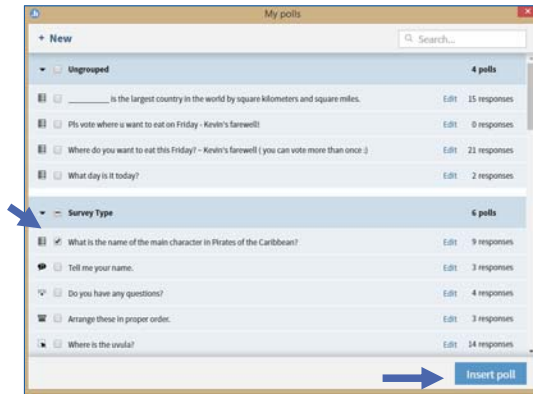 My polls
+ New
Search...
Ungrouped 4 polls
__________ is the largest country in the world by square kilometers and square miles. Edit 15 responses
Pls vote where u want to eat on Friday - Kevin's farewell! Edit 0 responses
Where do you want to eat this Friday? – Kevin's farewell ( you can vote more than once :) Edit 21 responses
What day is it today? Edit 2 responses
Survey Type 6 polls
What is the name of the main character in Pirates of the Caribbean? Edit 9 responses
Tell me your name. Edit 3 responses
Do you have any questions? Edit 4 responses
Arrange these in proper order. Edit 3 responses
Where is the uvula? Edit 14 responses
Insert poll